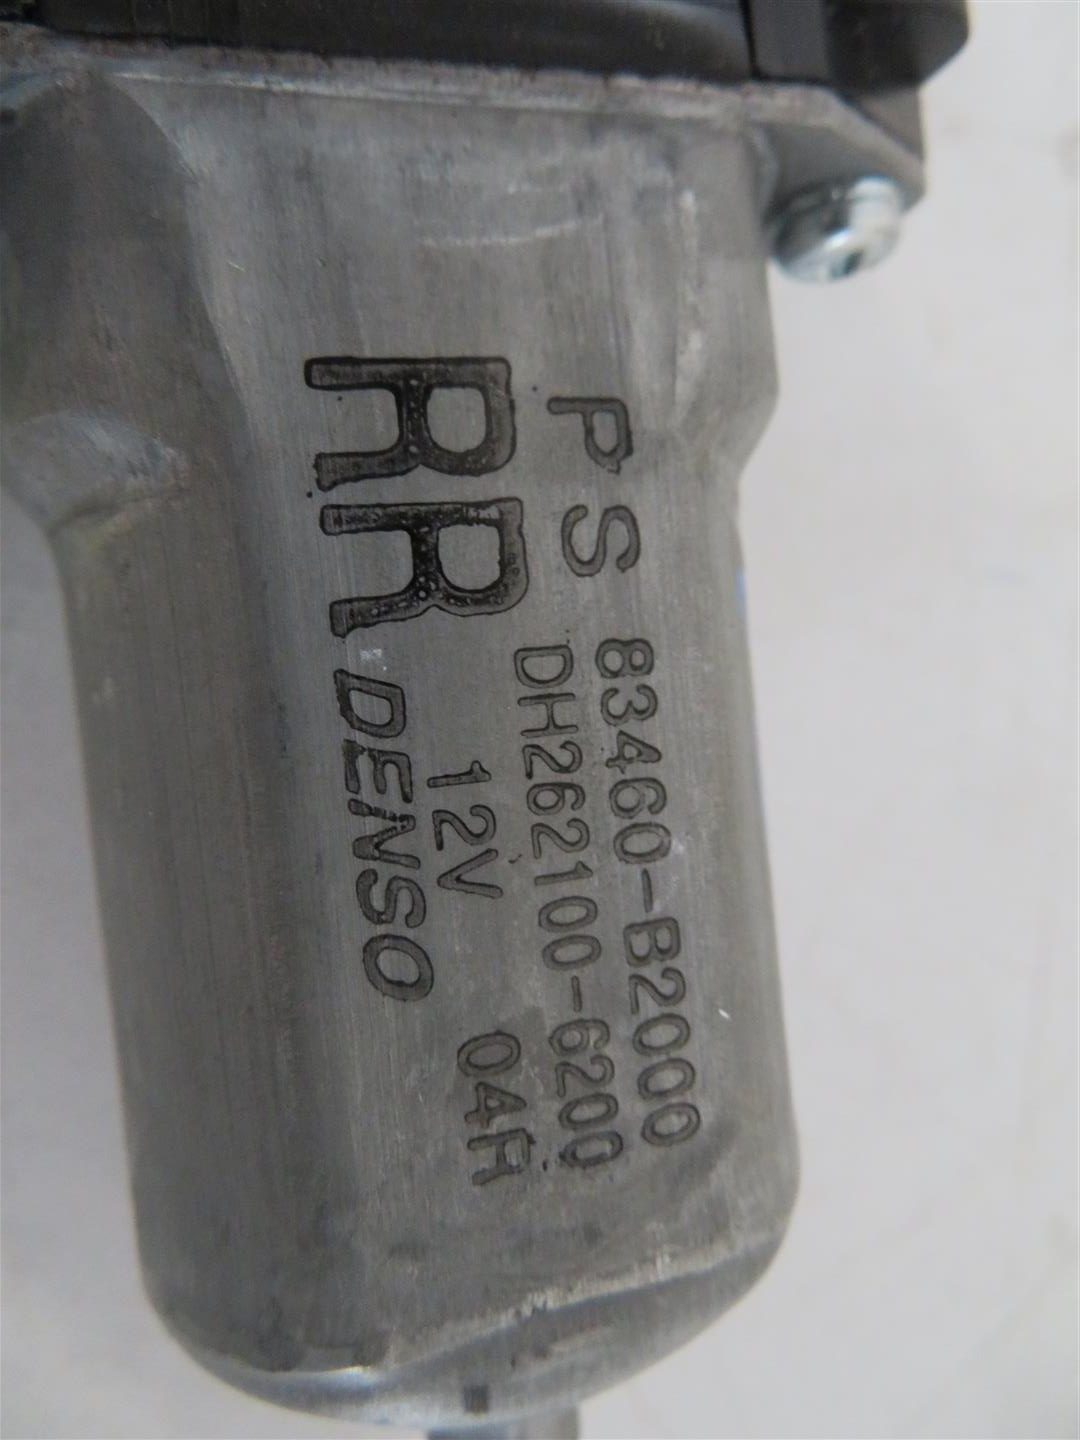 PS 83460-B2000
RR DH262100-6200
12V 04R
DENSO